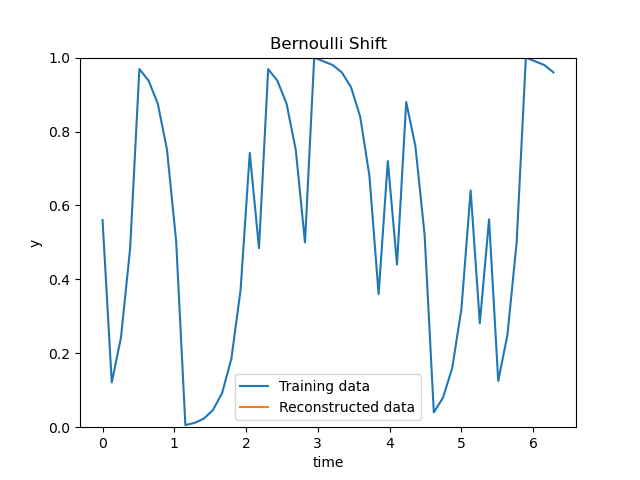 Bernoulli Shift
1.0
0.8
0.6
0.4
0.2
0.0
y
Training data
Reconstructed data
0 1 2 3 4 5 6
time